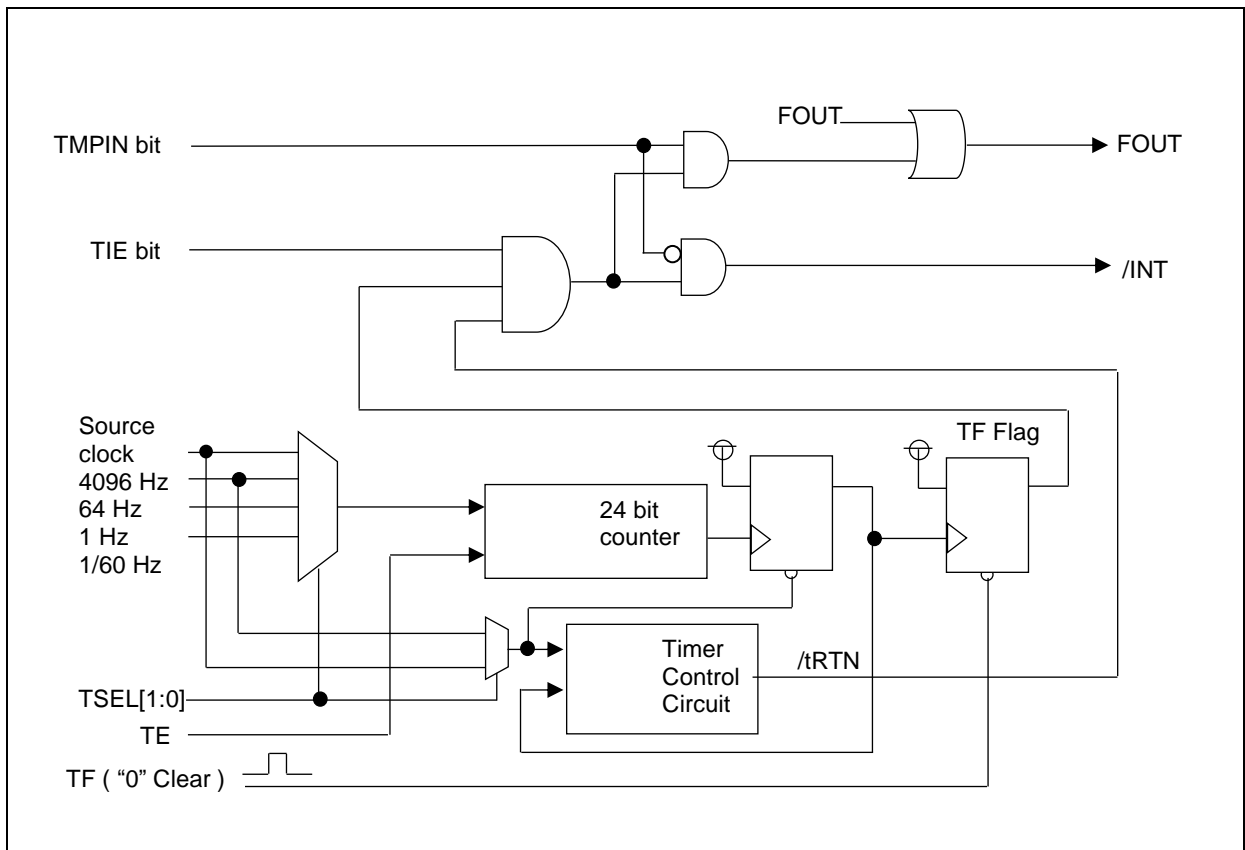 FOUT
TMPIN bit
FOUT
TIE bit
/INT
Source
clock
4096 Hz
64 Hz
1 Hz
1/60 Hz
24 bit
counter
TF Flag
Timer
Control
Circuit
/tRTN
TSEL[1:0]
TE
TF ( “0” Clear )